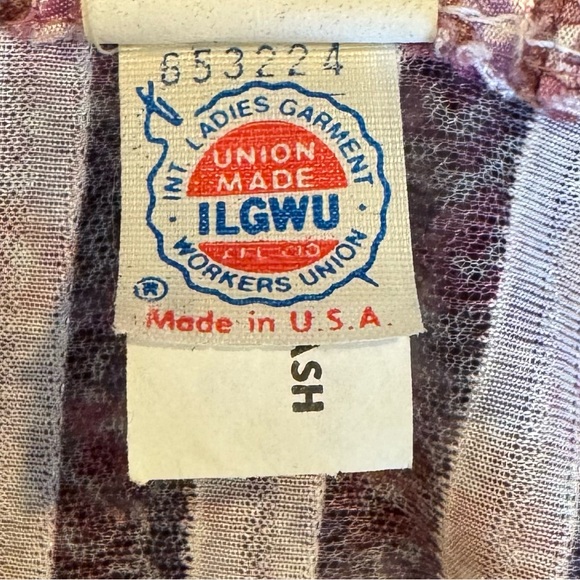 653224
INT. LADIES GARMENT
UNION
MADE
ILGWU
AFL-CIO
WORKERS UNION
®
Made in U.S.A.
ASH